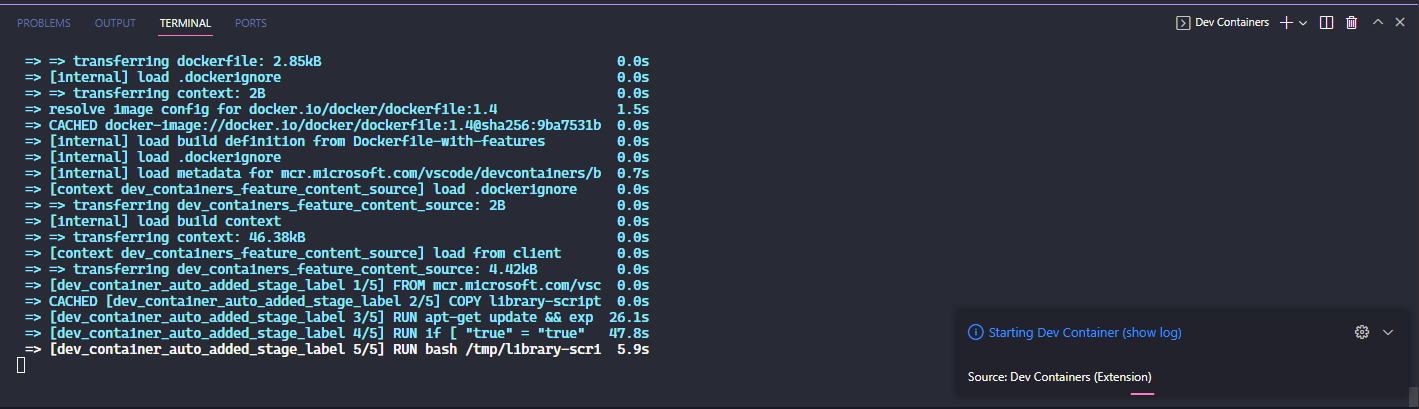 PROBLEMS OUTPUT TERMINAL PORTS Dev Containers
=> => transferring dockerfile: 2.85kB 0.0s
=> [internal] load .dockerignore 0.0s
=> => transferring context: 2B 0.0s
=> resolve image config for docker.io/docker/dockerfile:1.4 1.5s
=> CACHED docker-image://docker.io/docker/dockerfile:1.4@sha256:9ba7531b 0.0s
=> [internal] load build definition from Dockerfile-with-features 0.0s
=> [internal] load .dockerignore 0.0s
=> [internal] load metadata for mcr.microsoft.com/vscode/devcontainers/b 0.7s
=> [context dev_containers_feature_content_source] load .dockerignore 0.0s
=> => transferring dev_containers_feature_content_source: 2B 0.0s
=> [internal] load build context 0.0s
=> => transferring context: 46.38kB 0.0s
=> [context dev_containers_feature_content_source] load from client 0.0s
=> => transferring dev_containers_feature_content_source: 4.42kB 0.0s
=> [dev_container_auto_added_stage_label 1/5] FROM mcr.microsoft.com/vsc 0.0s
=> CACHED [dev_container_auto_added_stage_label 2/5] COPY library-script 0.0s
=> [dev_container_auto_added_stage_label 3/5] RUN apt-get update && exp 26.1s
=> [dev_container_auto_added_stage_label 4/5] RUN if [ "true" = "true" 47.8s
=> [dev_container_auto_added_stage_label 5/5] RUN bash /tmp/library-scri 5.9s
Starting Dev Container (show log)
Source: Dev Containers (Extension)